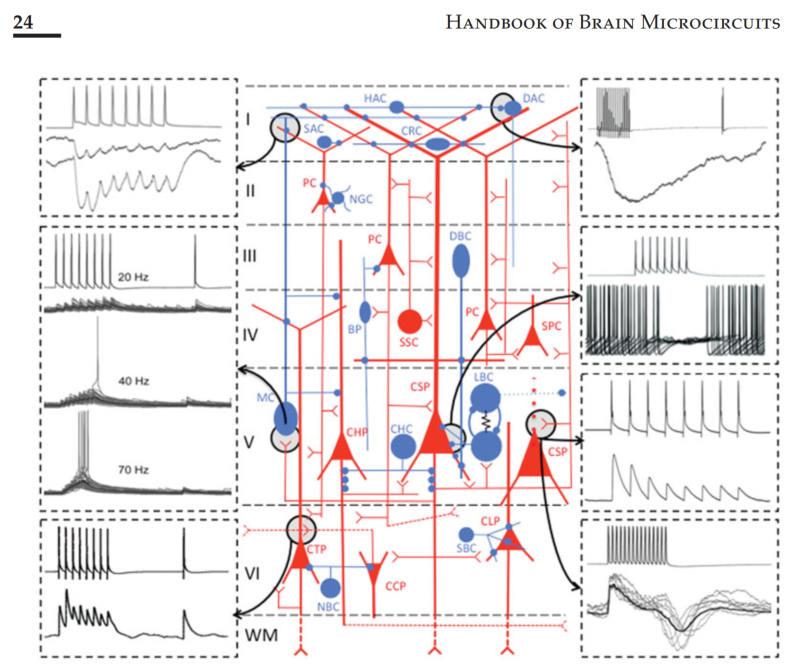 24
HANDBOOK OF BRAIN MICROCIRCUITS
I
HAC
DAC
SAC
CRC
II
PC
NGC
III
PC
DBC
20 Hz
IV
BP
SSC
PC
SPC
40 Hz
MC
CSP
LBC
V
CHP
CHC
CSP
70 Hz
CTP
CLP
SBC
VI
NBC
CCP
WM